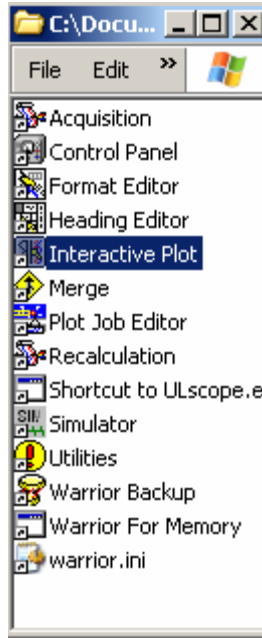 C:\Docu...
File Edit »
Acquisition
Control Panel
Format Editor
Heading Editor
Interactive Plot
Merge
Plot Job Editor
Recalculation
Shortcut to ULscope.e
Simulator
Utilities
Warrior Backup
Warrior For Memory
warrior.ini